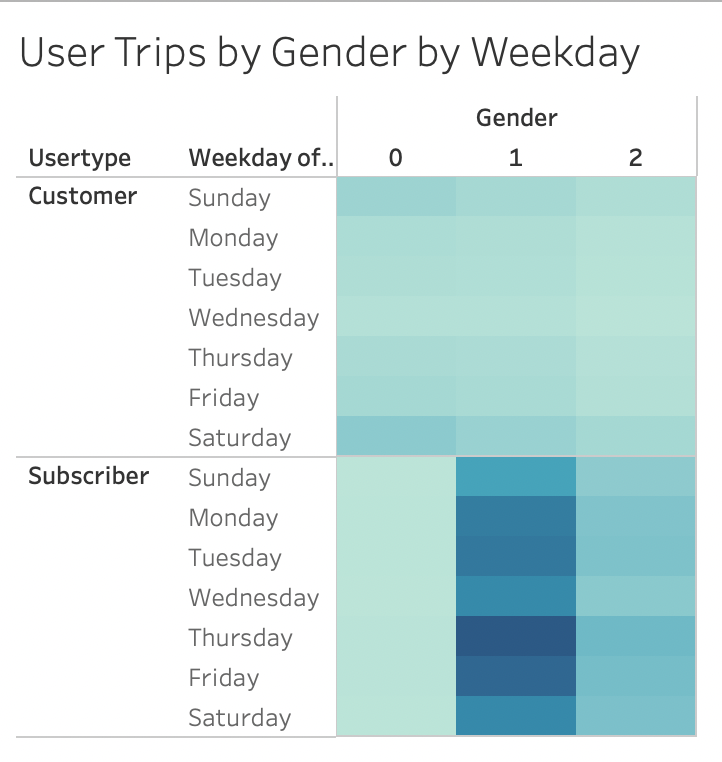 User Trips by Gender by Weekday
Gender
Usertype Weekday of.. 0 1 2
Customer Sunday
Monday
Tuesday
Wednesday
Thursday
Friday
Saturday
Subscriber Sunday
Monday
Tuesday
Wednesday
Thursday
Friday
Saturday